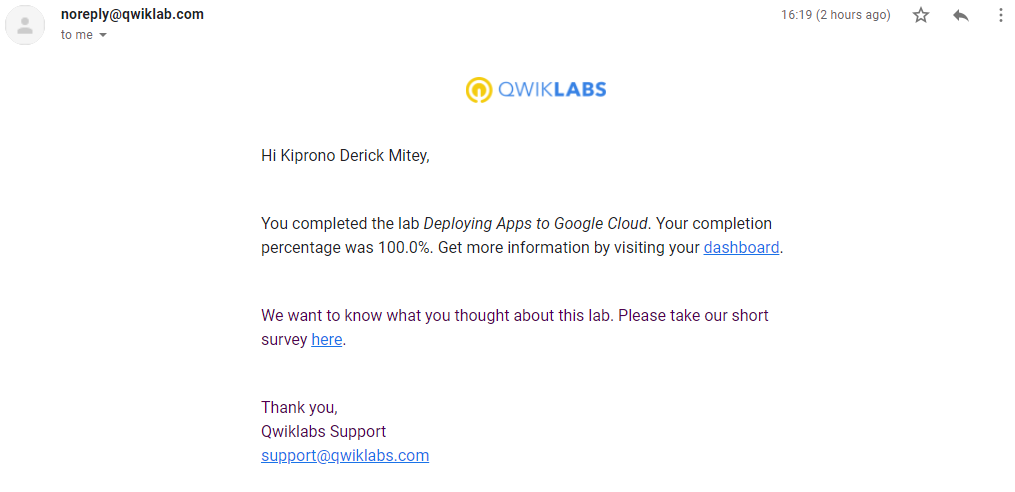 noreply@qwiklab.com
16:19 (2 hours ago)
to me
QWIKLABS
Hi Kiprono Derick Mitey,
You completed the lab Deploying Apps to Google Cloud. Your completion
percentage was 100.0%. Get more information by visiting your dashboard.
We want to know what you thought about this lab. Please take our short
survey here.
Thank you,
Qwiklabs Support
support@qwiklabs.com